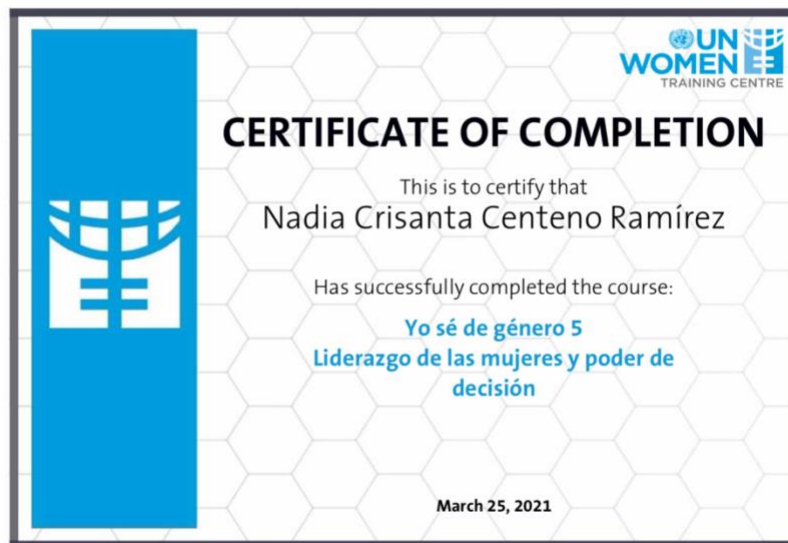 UN
WOMEN
TRAINING CENTRE
CERTIFICATE OF COMPLETION
This is to certify that
Nadia Crisanta Centeno Ramírez
Has successfully completed the course:
Yo sé de género 5
Liderazgo de las mujeres y poder de
decisión
March 25, 2021